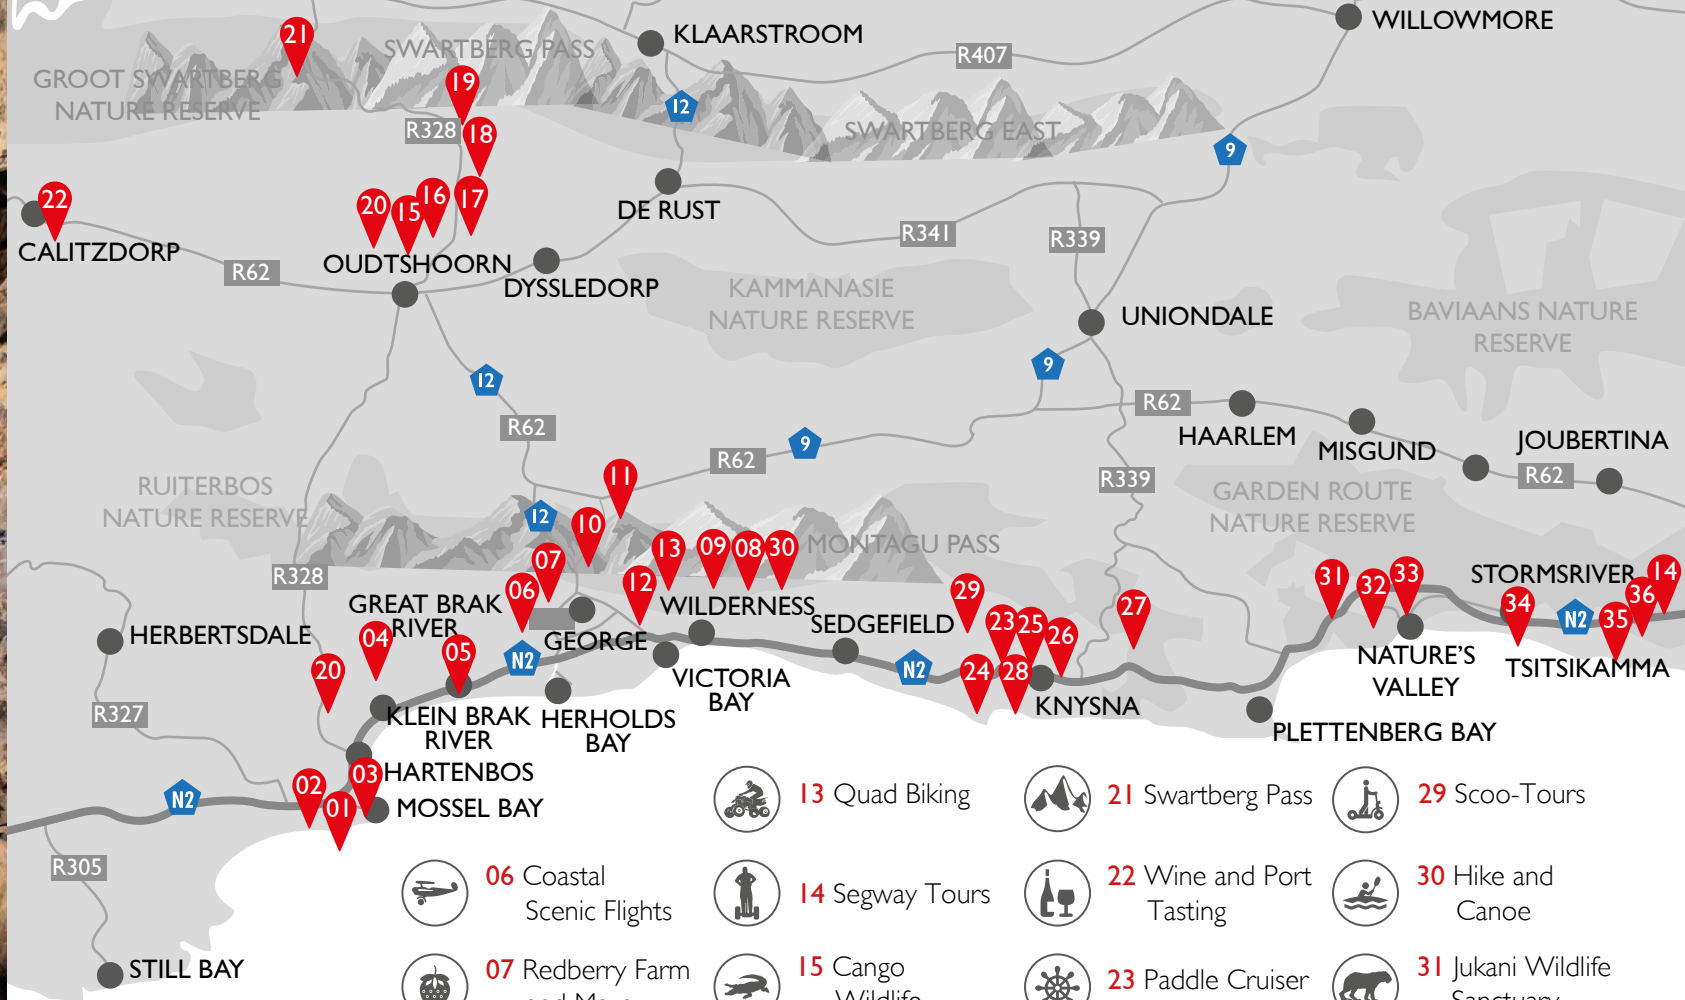 WILLOWMORE
KLAARSTROOM
21
SWARTBERG PASS
R407
GROOT SWARTBERG
NATURE RESERVE
19
12
R328
18
SWARTBERG EAST
9
22
20
15
16
17
DE RUST
CALITZDORP
R341
R339
R62
OUDTSHOORN
DYSSLEDORP
KAMMANASIE
NATURE RESERVE
UNIONDALE
BAVIAANS NATURE
RESERVE
12
9
R62
R62
HAARLEM
MISGUND
JOUBERTINA
9
R62
R62
11
R339
RUITERBOS
NATURE RESERVE
GARDEN ROUTE
NATURE RESERVE
12
10
13
09
08
30
MONTAGU PASS
07
R328
06
12
29
31
32
33
STORMSRIVER
14
GREAT BRAK
RIVER
WILDERNESS
SEDGEFIELD
23
25
26
27
34
N2
35
36
HERBERTSDALE
04
05
GEORGE
N2
N2
24
28
20
VICTORIA
BAY
NATURE'S
VALLEY
TSITSIKAMMA
R327
KLEIN BRAK
RIVER
HERHOLDS
BAY
KNYSNA
PLETTENBERG BAY
HARTENBOS
03
02
01
N2
MOSSEL BAY
R305
STILL BAY
06 Coastal
Scenic Flights
07 Redberry Farm
13 Quad Biking
14 Segway Tours
15 Cango
Wildlife
21 Swartberg Pass
22 Wine and Port
Tasting
23 Paddle Cruiser
29 Scoo-Tours
30 Hike and
Canoe
31 Jukani Wildlife
Sanctuary